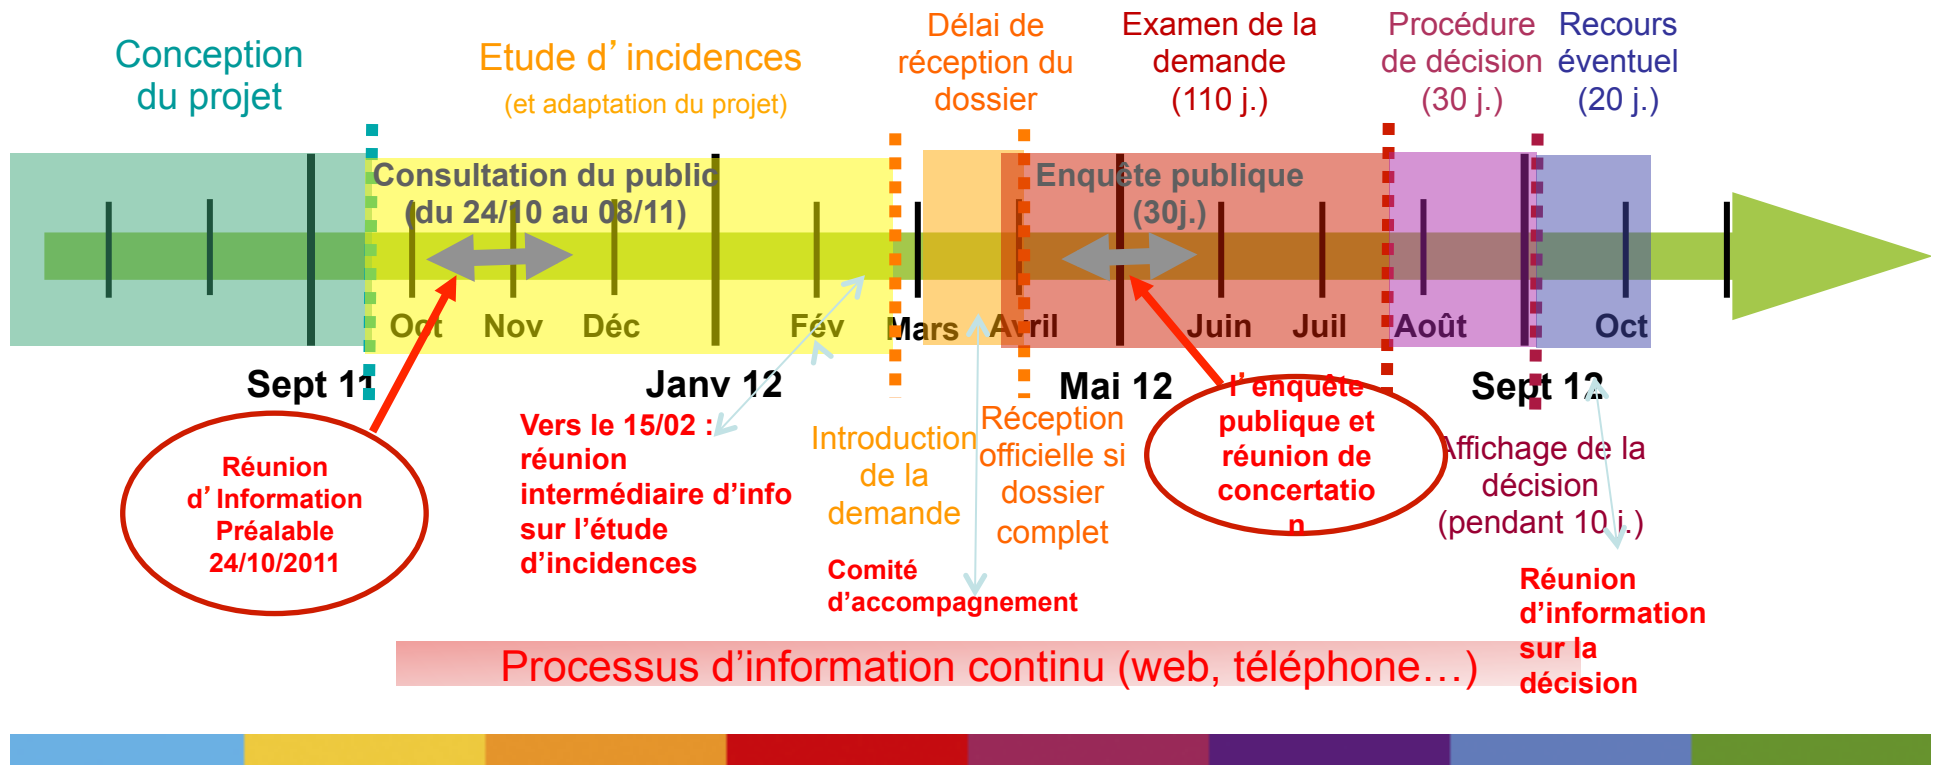 Conception
du projet
Etude d’ incidences
(et adaptation du projet)
Délai de
réception du
dossier
Examen de la
demande
(110 j.)
Procédure
de décision
(30 j.)
Recours
éventuel
(20 j.)
Consultation du public
(du 24/10 au 08/11)
Enquête publique
(30j.)
Oct
Nov
Déc
Fév
Mars
Avril
Juin
Juil
Août
Oct
Sept 11
Janv 12
Mai 12
Sept 12
Réunion
d’ Information
Préalable
24/10/2011
Vers le 15/02 :
réunion
intermédiaire d’info
sur l’étude
d’incidences
Introduction
de la
demande
Réception
officielle si
dossier
complet
Comité
d’accompagnement
l’ enquête
publique et
réunion de
concertatio
n
Affichage de la
décision
(pendant 10 j.)
Réunion
d’information
sur la
décision
Processus d’information continu (web, téléphone…)